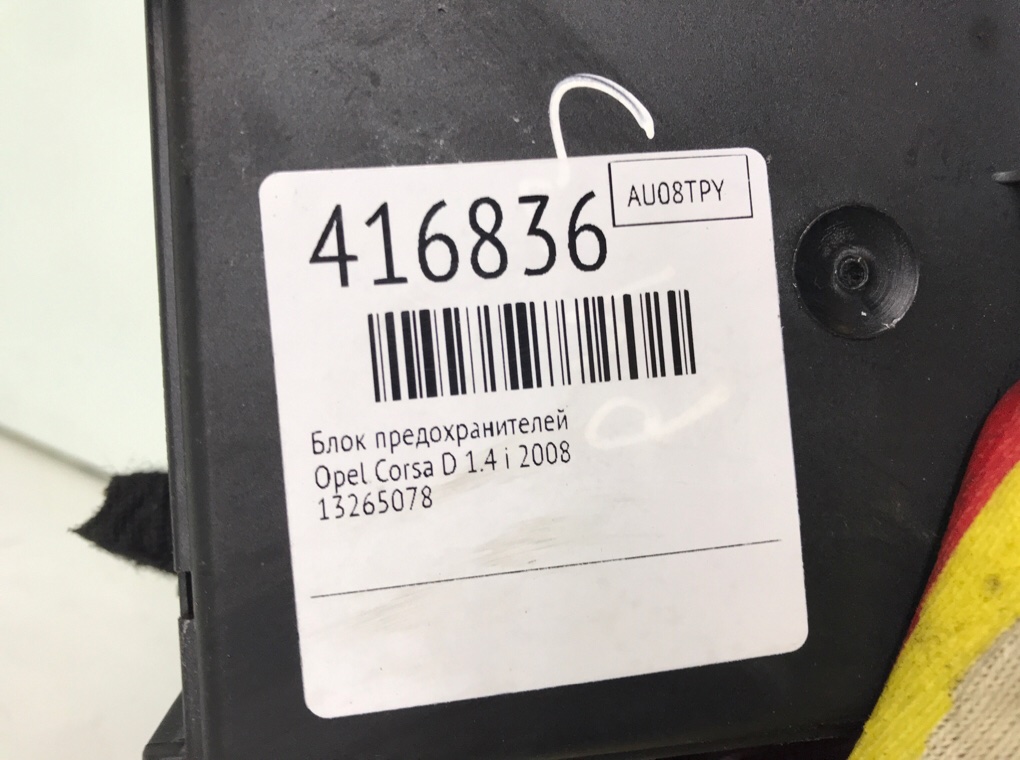 416836
AU08TPY
Блок предохранителей
Opel Corsa D 1.4 i 2008
13265078